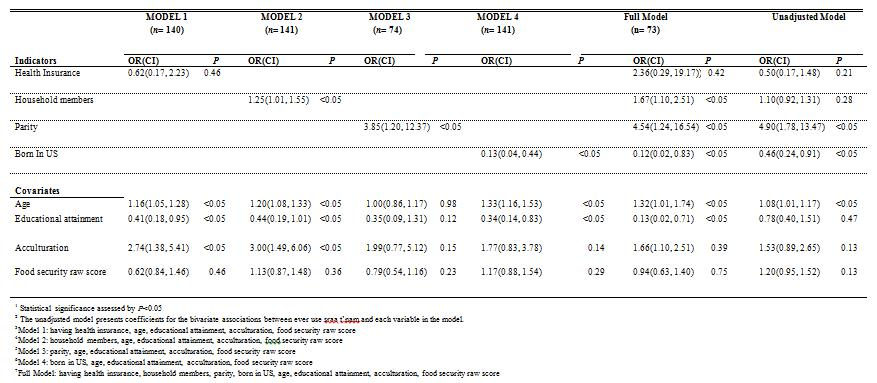 MODEL 1 MODEL 2 MODEL 3 MODEL 4 Full Model Unadjusted Model
(n= 140) (n= 141) (n= 74) (n= 141) (n= 73)
Indicators OR(CI) P OR(CI) P OR(CI) P OR(CI) P OR(CI) P OR(CI) P
Health Insurance 0.62(0.17, 2.23) 0.46 2.36(0.29, 19.17)) 0.42 0.50(0.17, 1.48) 0.21
Household members 1.25(1.01, 1.55) <0.05 1.67(1.10, 2.51) <0.05 1.10(0.92, 1.31) 0.28
Parity 3.85(1.20, 12.37) <0.05 4.54(1.24, 16.54) <0.05 4.90(1.78, 13.47) <0.05
Born In US 0.13(0.04, 0.44) <0.05 0.12(0.02, 0.83) <0.05 0.46(0.24, 0.91) <0.05
Covariates
Age 1.16(1.05, 1.28) <0.05 1.20(1.08, 1.33) <0.05 1.00(0.86, 1.17) 0.98 1.33(1.16, 1.53) <0.05 1.32(1.01, 1.74) <0.05 1.08(1.01, 1.17) <0.05
Educational attainment 0.41(0.18, 0.95) <0.05 0.44(0.19, 1.01) <0.05 0.35(0.09, 1.31) 0.12 0.34(0.14, 0.83) <0.05 0.13(0.02, 0.71) <0.05 0.78(0.40, 1.51) 0.47
Acculturation 2.74(1.38, 5.41) <0.05 3.00(1.49, 6.06) <0.05 1.99(0.77, 5.12) 0.15 1.77(0.83, 3.78) 0.14 1.66(1.10, 2.51) 0.39 1.53(0.89, 2.65) 0.13
Food security raw score 0.62(0.84, 1.46) 0.46 1.13(0.87, 1.48) 0.36 0.79(0.54, 1.16) 0.23 1.17(0.88, 1.54) 0.29 0.94(0.63, 1.40) 0.75 1.20(0.95, 1.52) 0.13
1 Statistical significance assessed by P<0.05
2 The unadjusted model presents coefficients for the bivariate associations between ever use and each variable in the model.
3Model 1: having health insurance, age, educational attainment, acculturation, food security raw score
4Model 2: household members, age, educational attainment, acculturation, food security raw score
5Model 3: parity, age, educational attainment, acculturation, food security raw score
6Model 4: born in US, age, educational attainment, acculturation, food security raw score
7Full Model: having health insurance, household members, parity, born in US, age, educational attainment, acculturation, food security raw score